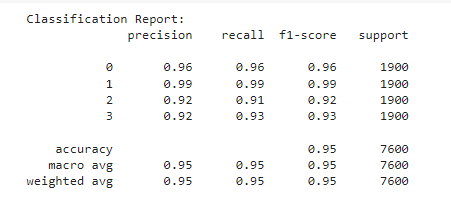 Classification Report:
precision recall f1-score support
0 0.96 0.96 0.96 1900
1 0.99 0.99 0.99 1900
2 0.92 0.91 0.92 1900
3 0.92 0.93 0.93 1900
accuracy 0.95 7600
macro avg 0.95 0.95 0.95 7600
weighted avg 0.95 0.95 0.95 7600